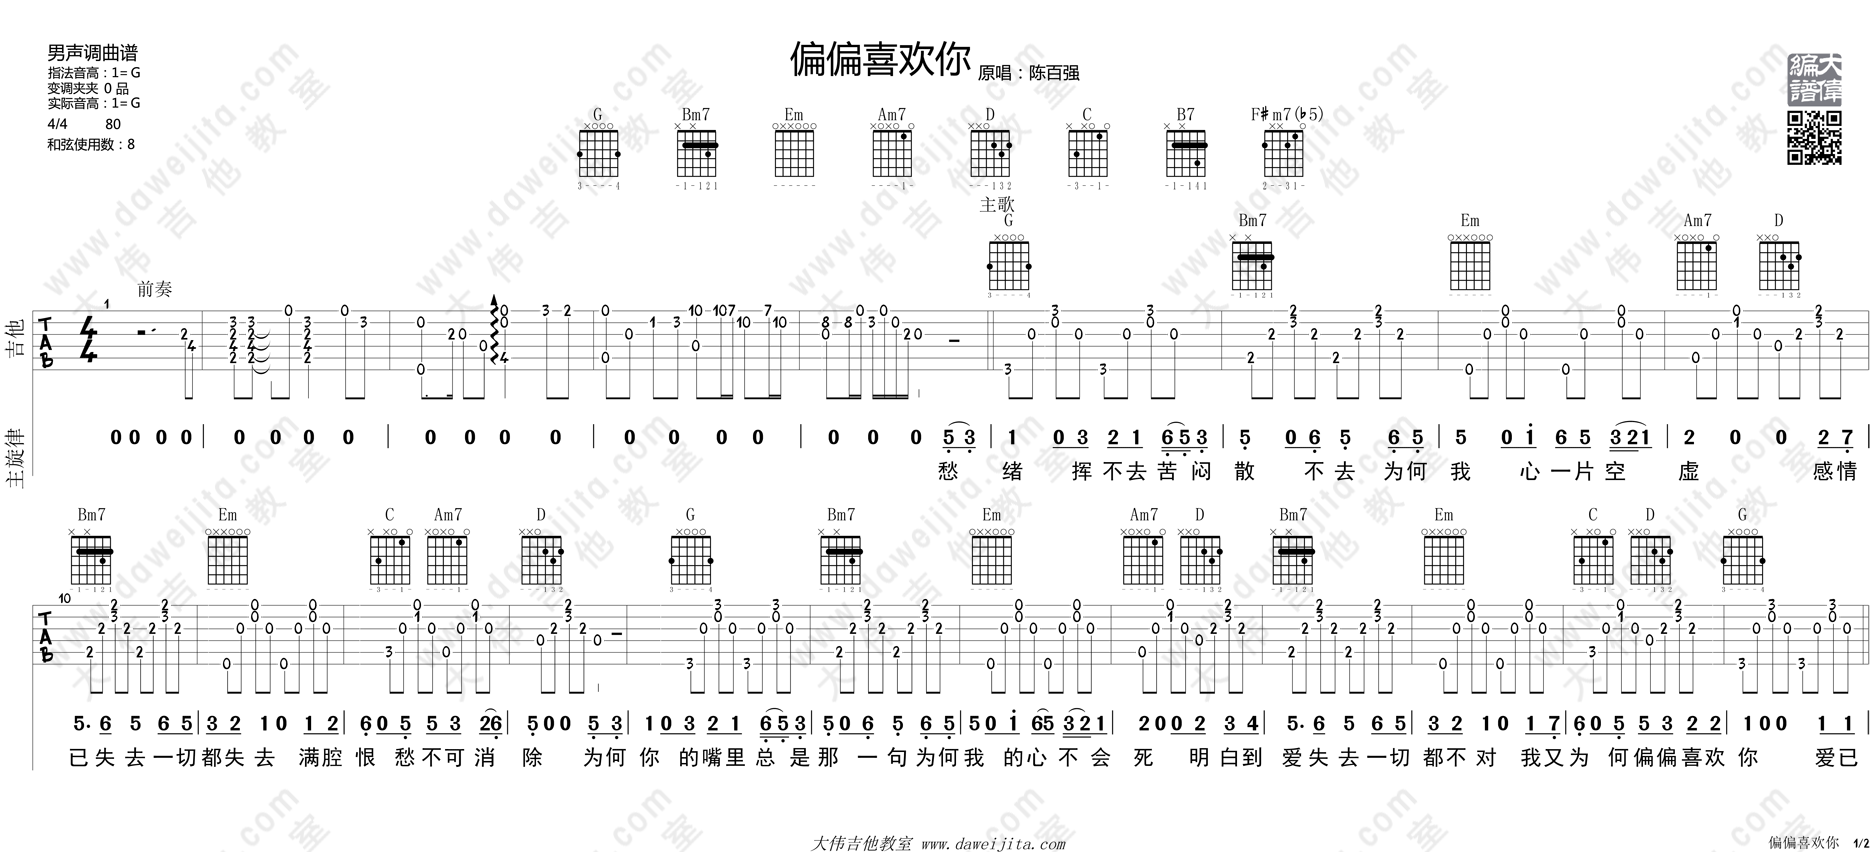 偏偏喜欢你
原唱：陈百强
男声调曲谱
指法音高：1=G
变调夹夹 0 品
实际音高：1=G
4/4 80
和弦使用数：8
大偉
編譜
G Bm7 Em Am7 D C B7 F#m7(b5)
主歌
G Bm7 Em Am7 D
前奏
吉他
主旋律
0 0 0 0 | 0 0 0 0 | 0 0 0 0 | 0 0 0 0 | 0 0 0 5 3 | 1 0 3 2 1 6 5 3 | 5 0 6 5 6 5 | 5 0 i 6 5 3 2 1 | 2 0 0 2 7 |
愁 绪 挥 不 去 苦 闷 散 不 去 为 何 我 心 一 片 空 虚 感 情
Bm7 Em C Am7 D G Bm7 Em Am7 D Bm7 Em C D G
10
5. 6 5 6 5 | 3 2 1 0 1 2 | 6 0 5 5 3 2 6 | 5 0 0 5 3 | 1 0 3 2 1 6 5 3 | 5 0 6 5 6 5 | 5 0 i 6 5 3 2 1 | 2 0 0 2 3 4 | 5. 6 5 6 5 | 3 2 1 0 1 7 | 6 0 5 5 3 2 2 | 1 0 0 1 1 |
已 失 去 一 切 都 失 去 满 腔 恨 愁 不 可 消 除 为 何 你 的 嘴 里 总 是 那 一 句 为 何 我 的 心 不 会 死 明 白 到 爱 失 去 一 切 都 不 对 我 又 为 何 偏 偏 喜 欢 你 爱 已
大伟吉他教室 www.daweijita.com
偏偏喜欢你 1/2